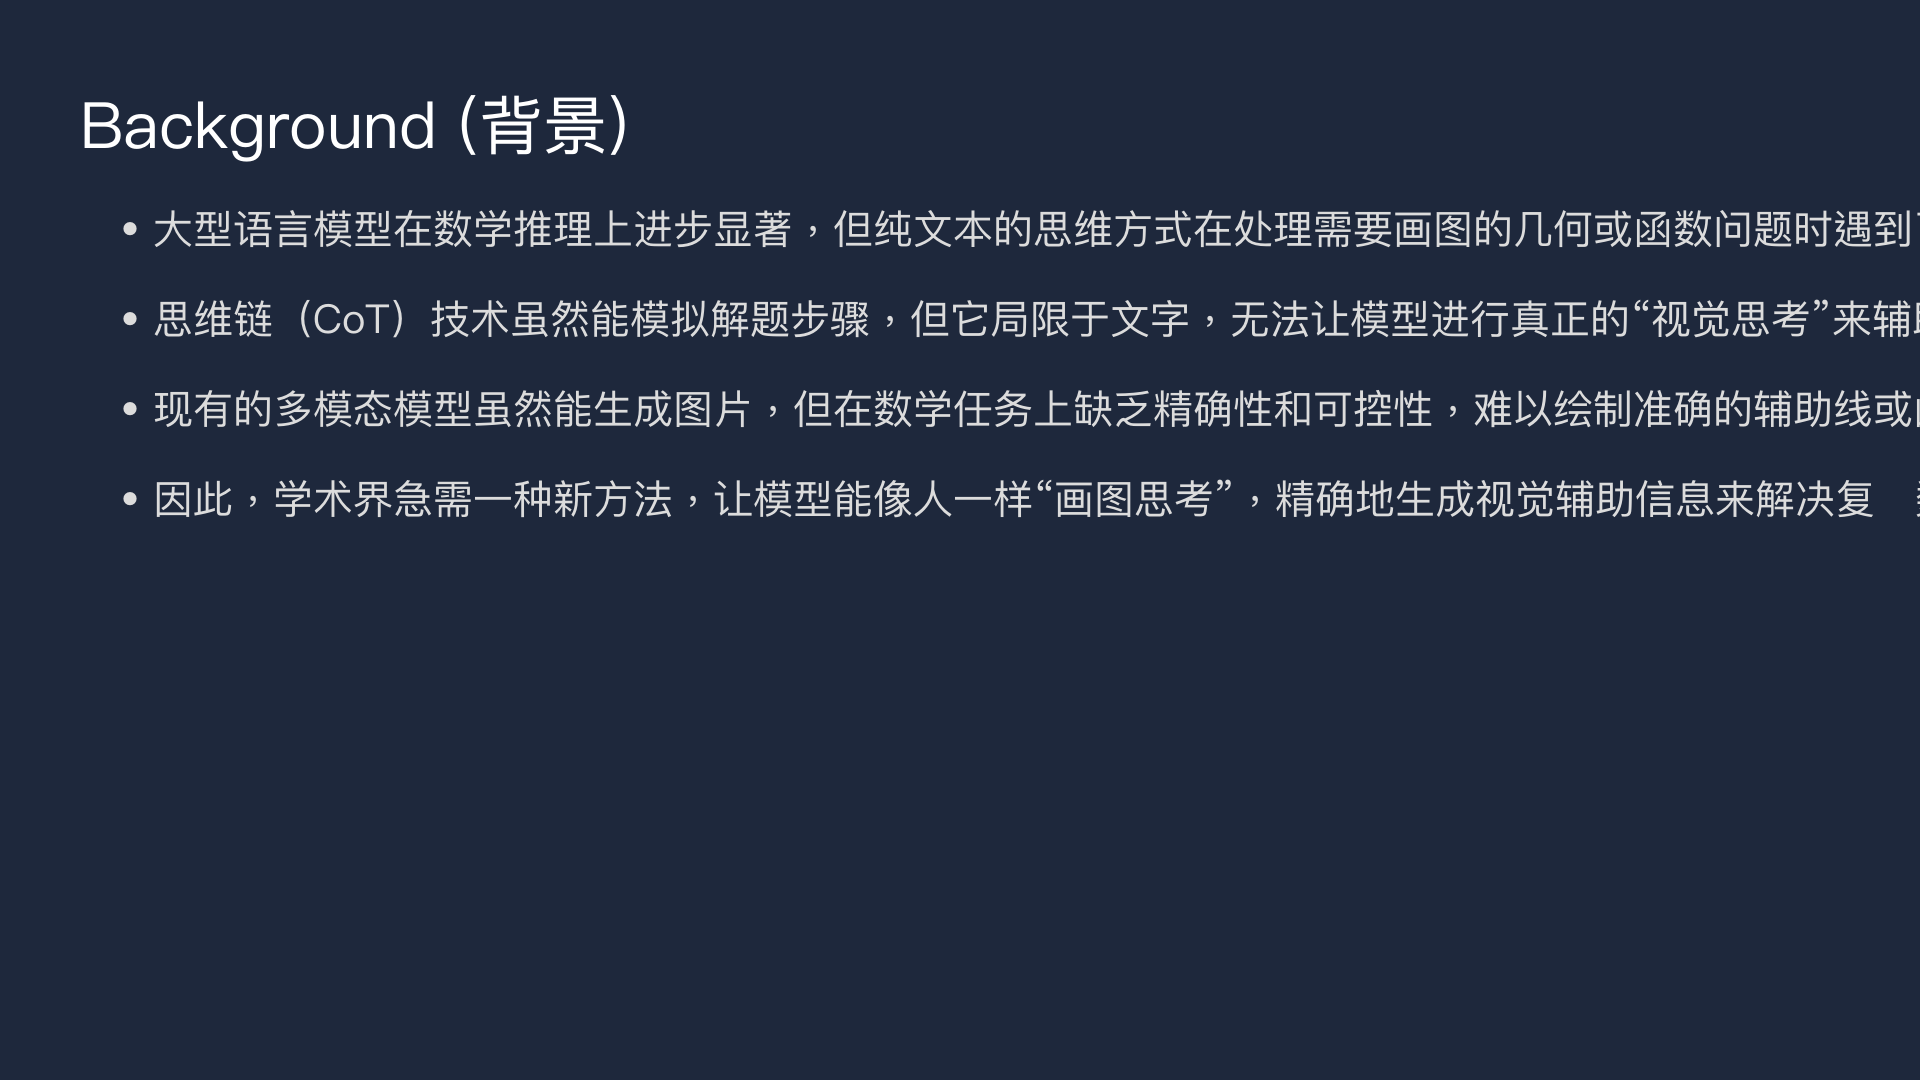 Background (背景)
• 大型语言模型在数学推理上进步显著，但纯文本的思维方式在处理需要画图的几何或函数问题时遇到
• 思维链（CoT）技术虽然能模拟解题步骤，但它局限于文字，无法让模型进行真正的“视觉思考”来辅
• 现有的多模态模型虽然能生成图片，但在数学任务上缺乏精确性和可控性，难以绘制准确的辅助线或
• 因此，学术界急需一种新方法，让模型能像人一样“画图思考”，精确地生成视觉辅助信息来解决复